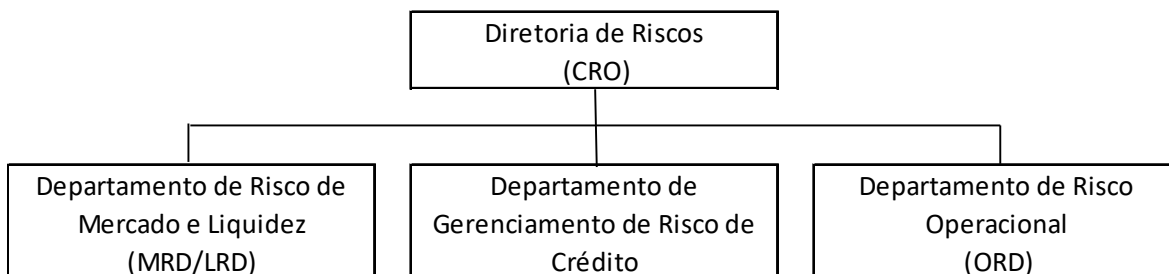 Diretoria de Riscos
(CRO)
Departamento de Risco de
Mercado e Liquidez
(MRD/LRD)
Departamento de
Gerenciamento de Risco de
Crédito
Departamento de Risco
Operacional
(ORD)